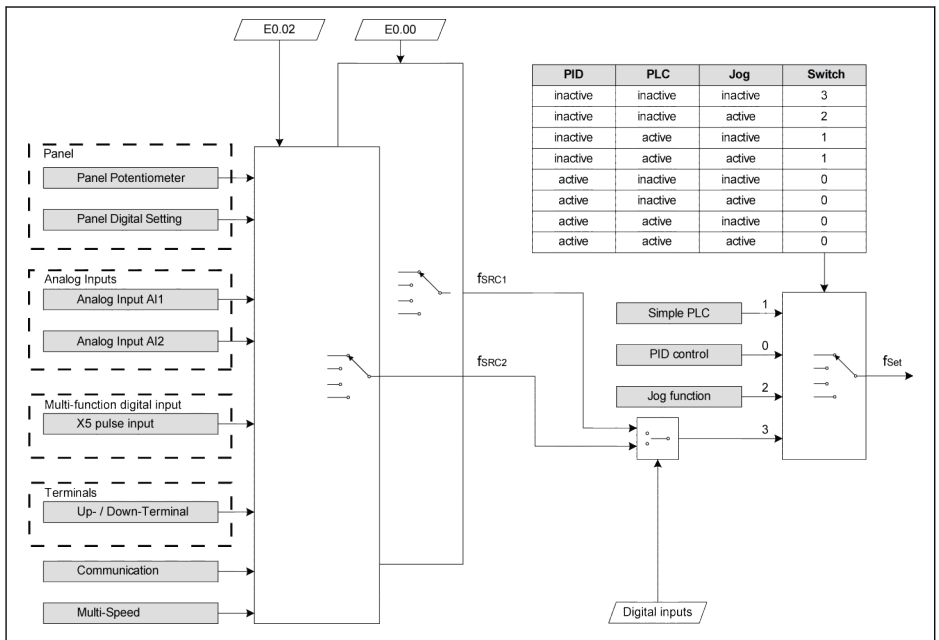 E0.02
E0.00
PID PLC Jog Switch
inactive inactive inactive 3
inactive inactive active 2
inactive active inactive 1
inactive active active 1
active inactive inactive 0
active inactive active 0
active active inactive 0
active active active 0
Panel
Panel Potentiometer
Panel Digital Setting
Analog Inputs
Analog Input AI1
Analog Input AI2
Multi-function digital input
X5 pulse input
Terminals
Up- / Down-Terminal
Communication
Multi-Speed
fSRC1
fSRC2
Simple PLC 1
PID control 0
Jog function 2
3
fSet
Digital inputs